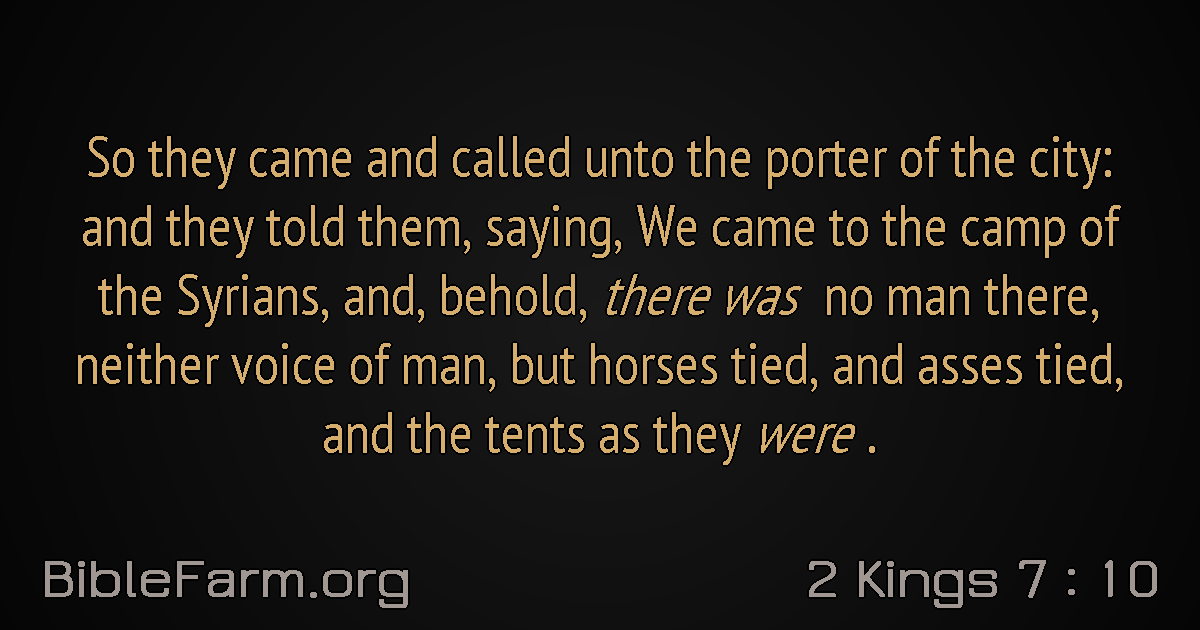 So they came and called unto the porter of the city:
and they told them, saying, We came to the camp of
the Syrians, and, behold, there was no man there,
neither voice of man, but horses tied, and asses tied,
and the tents as they were .
BibleFarm.org
2 Kings 7 : 10